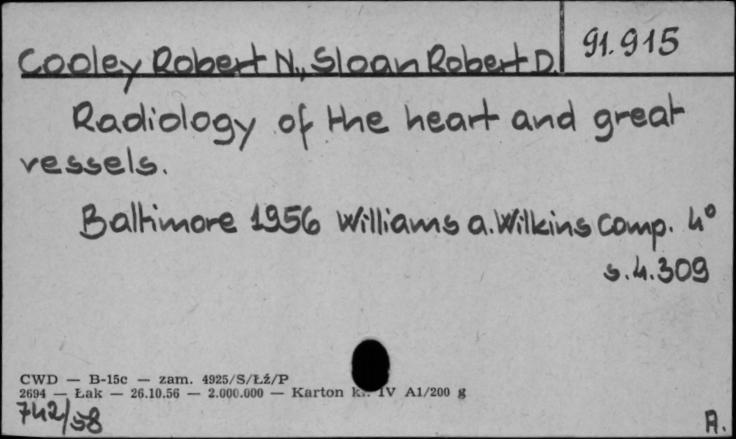 Cooley Robert N., Sloan Robert D. 91.915
Radiology of the heart and great
vessels.
Baltimore 1956 Williams a. Wilkins Comp. 4°
s.4.309
CWD — B-15c — zam. 4925/S/Łź/P
2694 — Łak — 26.10.56 — 2.000.000 — Karton IV A1/200 g
742/58
A.